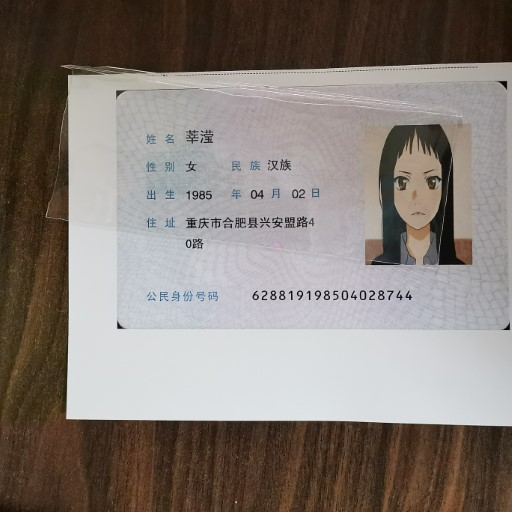 姓名 莘滢
性别 女 民族 汉族
出生 1985 年 04 月 02 日
住址 重庆市合肥县兴安盟路4
0路
公民身份号码 628819198504028744